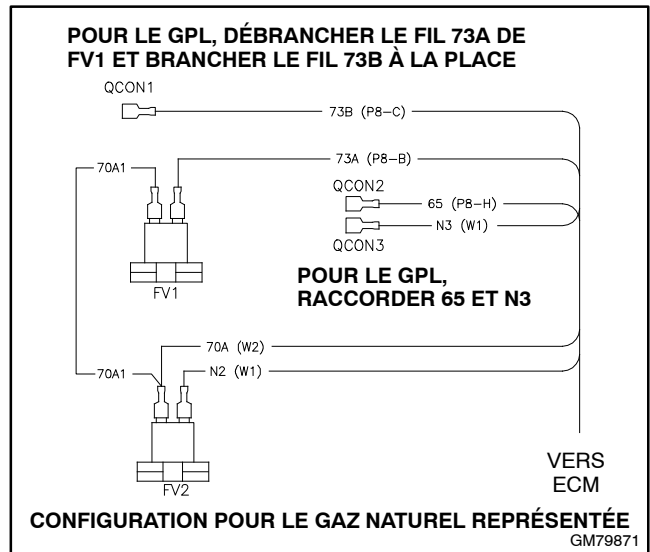 POUR LE GPL, DÉBRANCHER LE FIL 73A DE
FV1 ET BRANCHER LE FIL 73B À LA PLACE
QCON1
73B (P8-C)
73A (P8-B)
70A1
QCON2
65 (P8-H)
N3 (W1)
QCON3
FV1
POUR LE GPL,
RACCORDER 65 ET N3
70A (W2)
70A1
N2 (W1)
FV2
VERS
ECM
CONFIGURATION POUR LE GAZ NATUREL REPRÉSENTÉE
GM79871